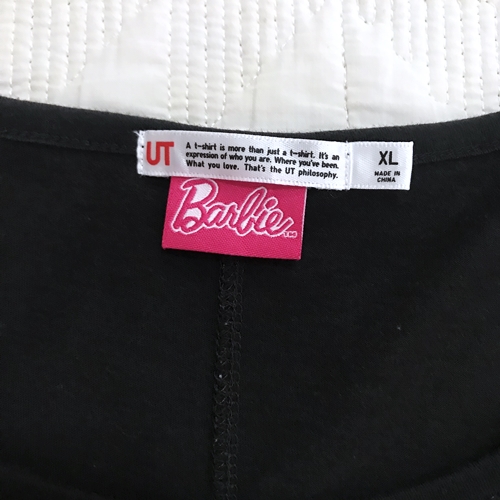 UT
A t-shirt is more than just a t-shirt. It's an
expression of who you are. Where you've been.
What you love. That's the UT philosophy.
XL
MADE IN
CHINA
Barbie TM